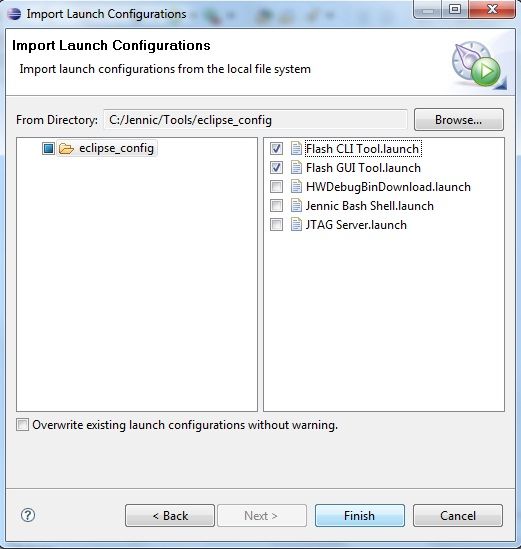 Import Launch Configurations
Import Launch Configurations
Import launch configurations from the local file system
From Directory: C:/Jennic/Tools/eclipse_config Browse...
eclipse_config
Flash CLI Tool.launch
Flash GUI Tool.launch
HWDebugBinDownload.launch
Jennic Bash Shell.launch
JTAG Server.launch
Overwrite existing launch configurations without warning.
? < Back Next > Finish Cancel